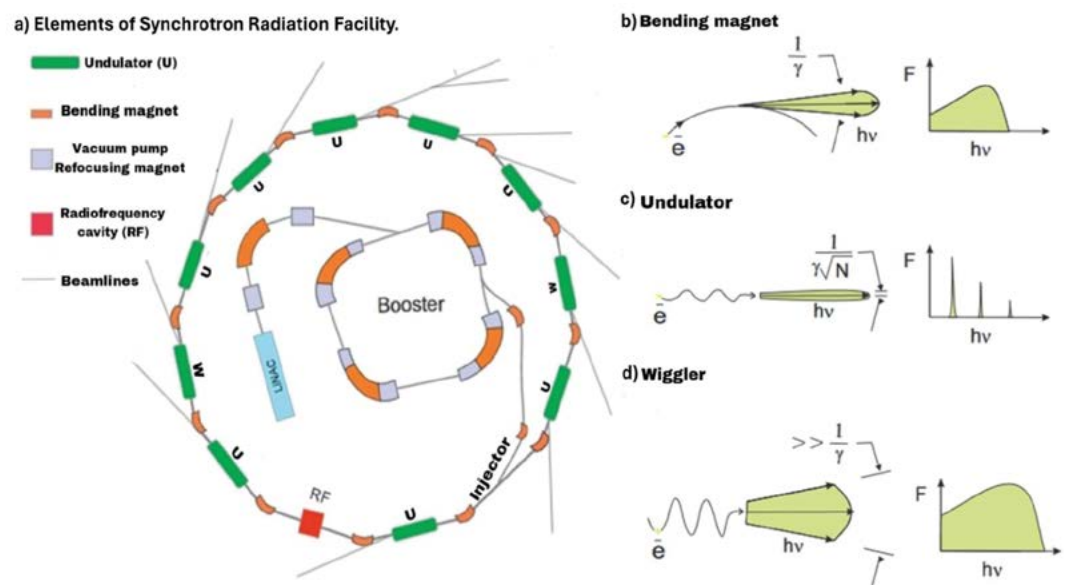 a) Elements of Synchrotron Radiation Facility.
Undulator (U)
Bending magnet
Vacuum pump
Refocusing magnet
Radiofrequency
cavity (RF)
Beamlines
U
U
U
U
U
W
W
U
U
U
RF
Injector
LINAC
Booster
b) Bending magnet
1
γ
e̅
hν
F
hν
c) Undulator
1
γ√N
e̅
hν
F
hν
d) Wiggler
>> 1
γ
e̅
hν
F
hν